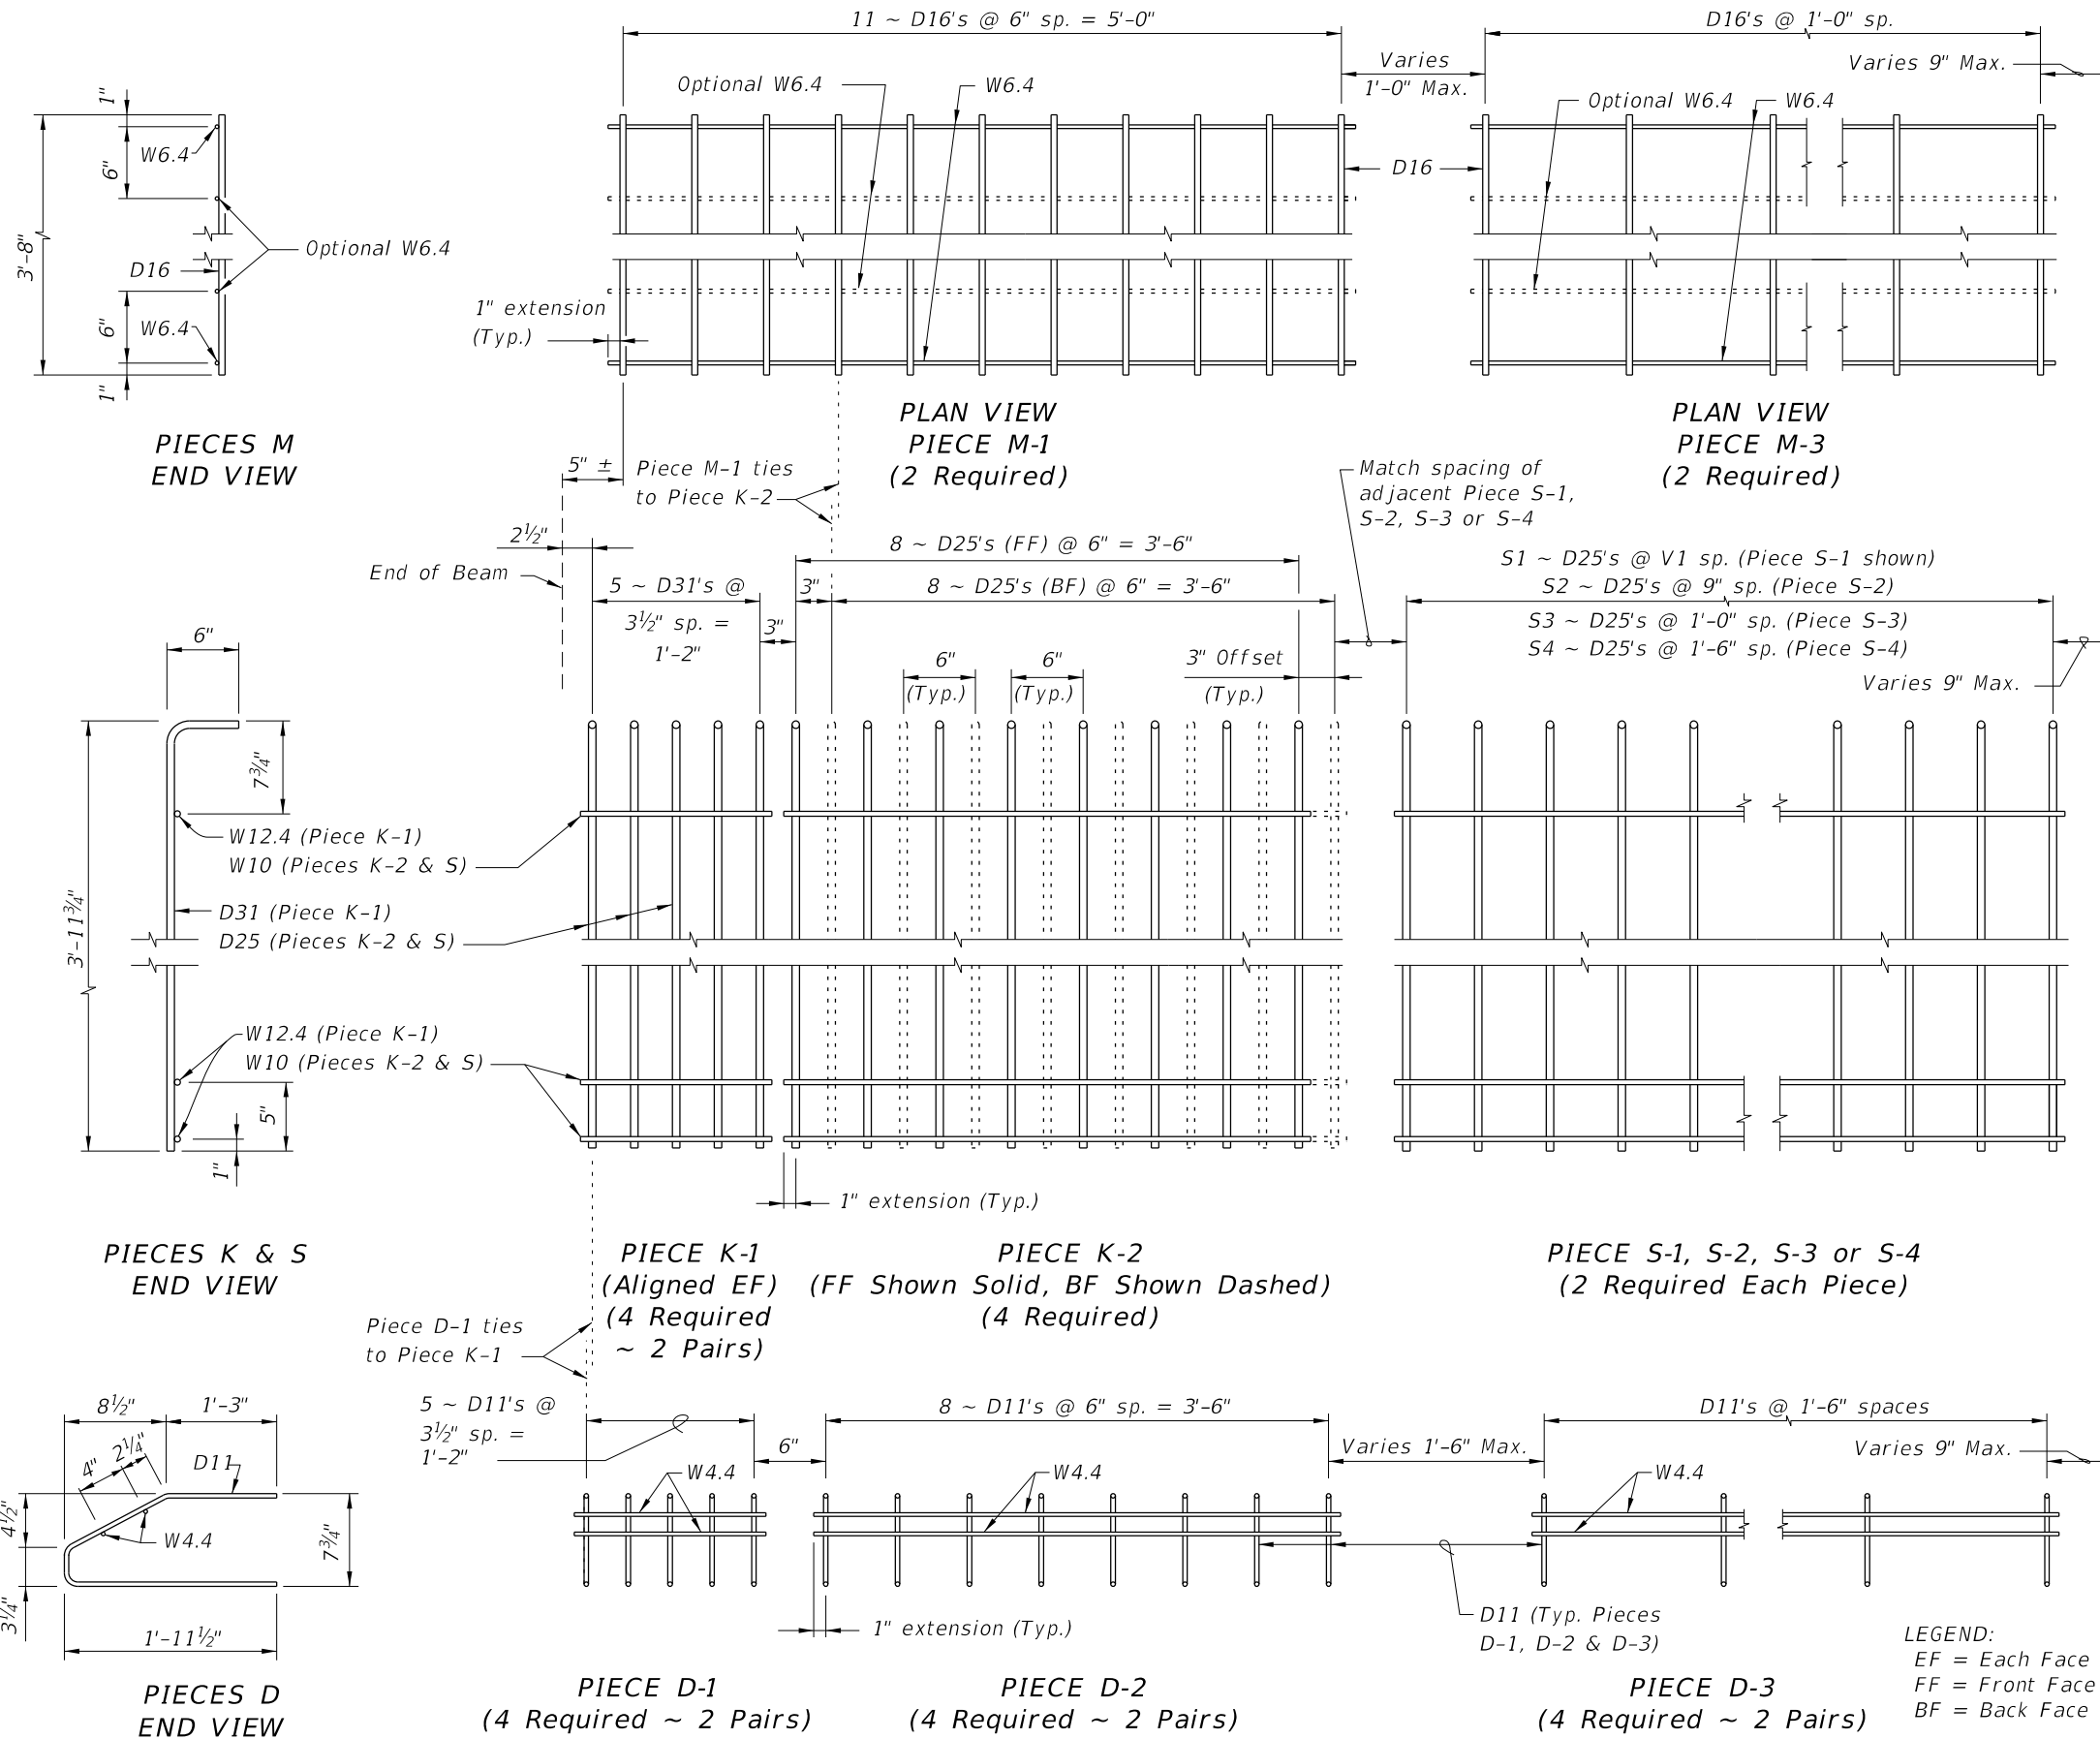 11 ~ D16's @ 6" sp. = 5'-0"
D16's @ 1'-0" sp.
Varies
1'-0" Max.
Varies 9" Max.
Optional W6.4
W6.4
Optional W6.4
W6.4
1"
6"
W6.4
3'-8"
D16
Optional W6.4
6"
W6.4
1"
D16
1" extension
(Typ.)
PIECES M
END VIEW
PLAN VIEW
PIECE M-1
(2 Required)
PLAN VIEW
PIECE M-3
(2 Required)
5" ±
Piece M-1 ties
to Piece K-2
Match spacing of
adjacent Piece S-1,
S-2, S-3 or S-4
2½"
End of Beam
8 ~ D25's (FF) @ 6" = 3'-6"
5 ~ D31's @
3½" sp. =
1'-2"
3"
8 ~ D25's (BF) @ 6" = 3'-6"
3"
6"
(Typ.)
6"
(Typ.)
3" Offset
(Typ.)
S1 ~ D25's @ V1 sp. (Piece S-1 shown)
S2 ~ D25's @ 9" sp. (Piece S-2)
S3 ~ D25's @ 1'-0" sp. (Piece S-3)
S4 ~ D25's @ 1'-6" sp. (Piece S-4)
Varies 9" Max.
6"
7¾"
W12.4 (Piece K-1)
W10 (Pieces K-2 & S)
3'-11¾"
D31 (Piece K-1)
D25 (Pieces K-2 & S)
W12.4 (Piece K-1)
W10 (Pieces K-2 & S)
5"
1"
1" extension (Typ.)
PIECES K & S
END VIEW
PIECE K-1
(Aligned EF)
(4 Required
~ 2 Pairs)
PIECE K-2
(FF Shown Solid, BF Shown Dashed)
(4 Required)
PIECE S-1, S-2, S-3 or S-4
(2 Required Each Piece)
Piece D-1 ties
to Piece K-1
8½"
1'-3"
4"
2¼"
D11
4½"
W4.4
7¾"
3¼"
1'-11½"
5 ~ D11's @
3½" sp. =
1'-2"
6"
8 ~ D11's @ 6" sp. = 3'-6"
Varies 1'-6" Max.
D11's @ 1'-6" spaces
Varies 9" Max.
W4.4
W4.4
W4.4
1" extension (Typ.)
D11 (Typ. Pieces
D-1, D-2 & D-3)
LEGEND:
EF = Each Face
FF = Front Face
BF = Back Face
PIECES D
END VIEW
PIECE D-1
(4 Required ~ 2 Pairs)
PIECE D-2
(4 Required ~ 2 Pairs)
PIECE D-3
(4 Required ~ 2 Pairs)